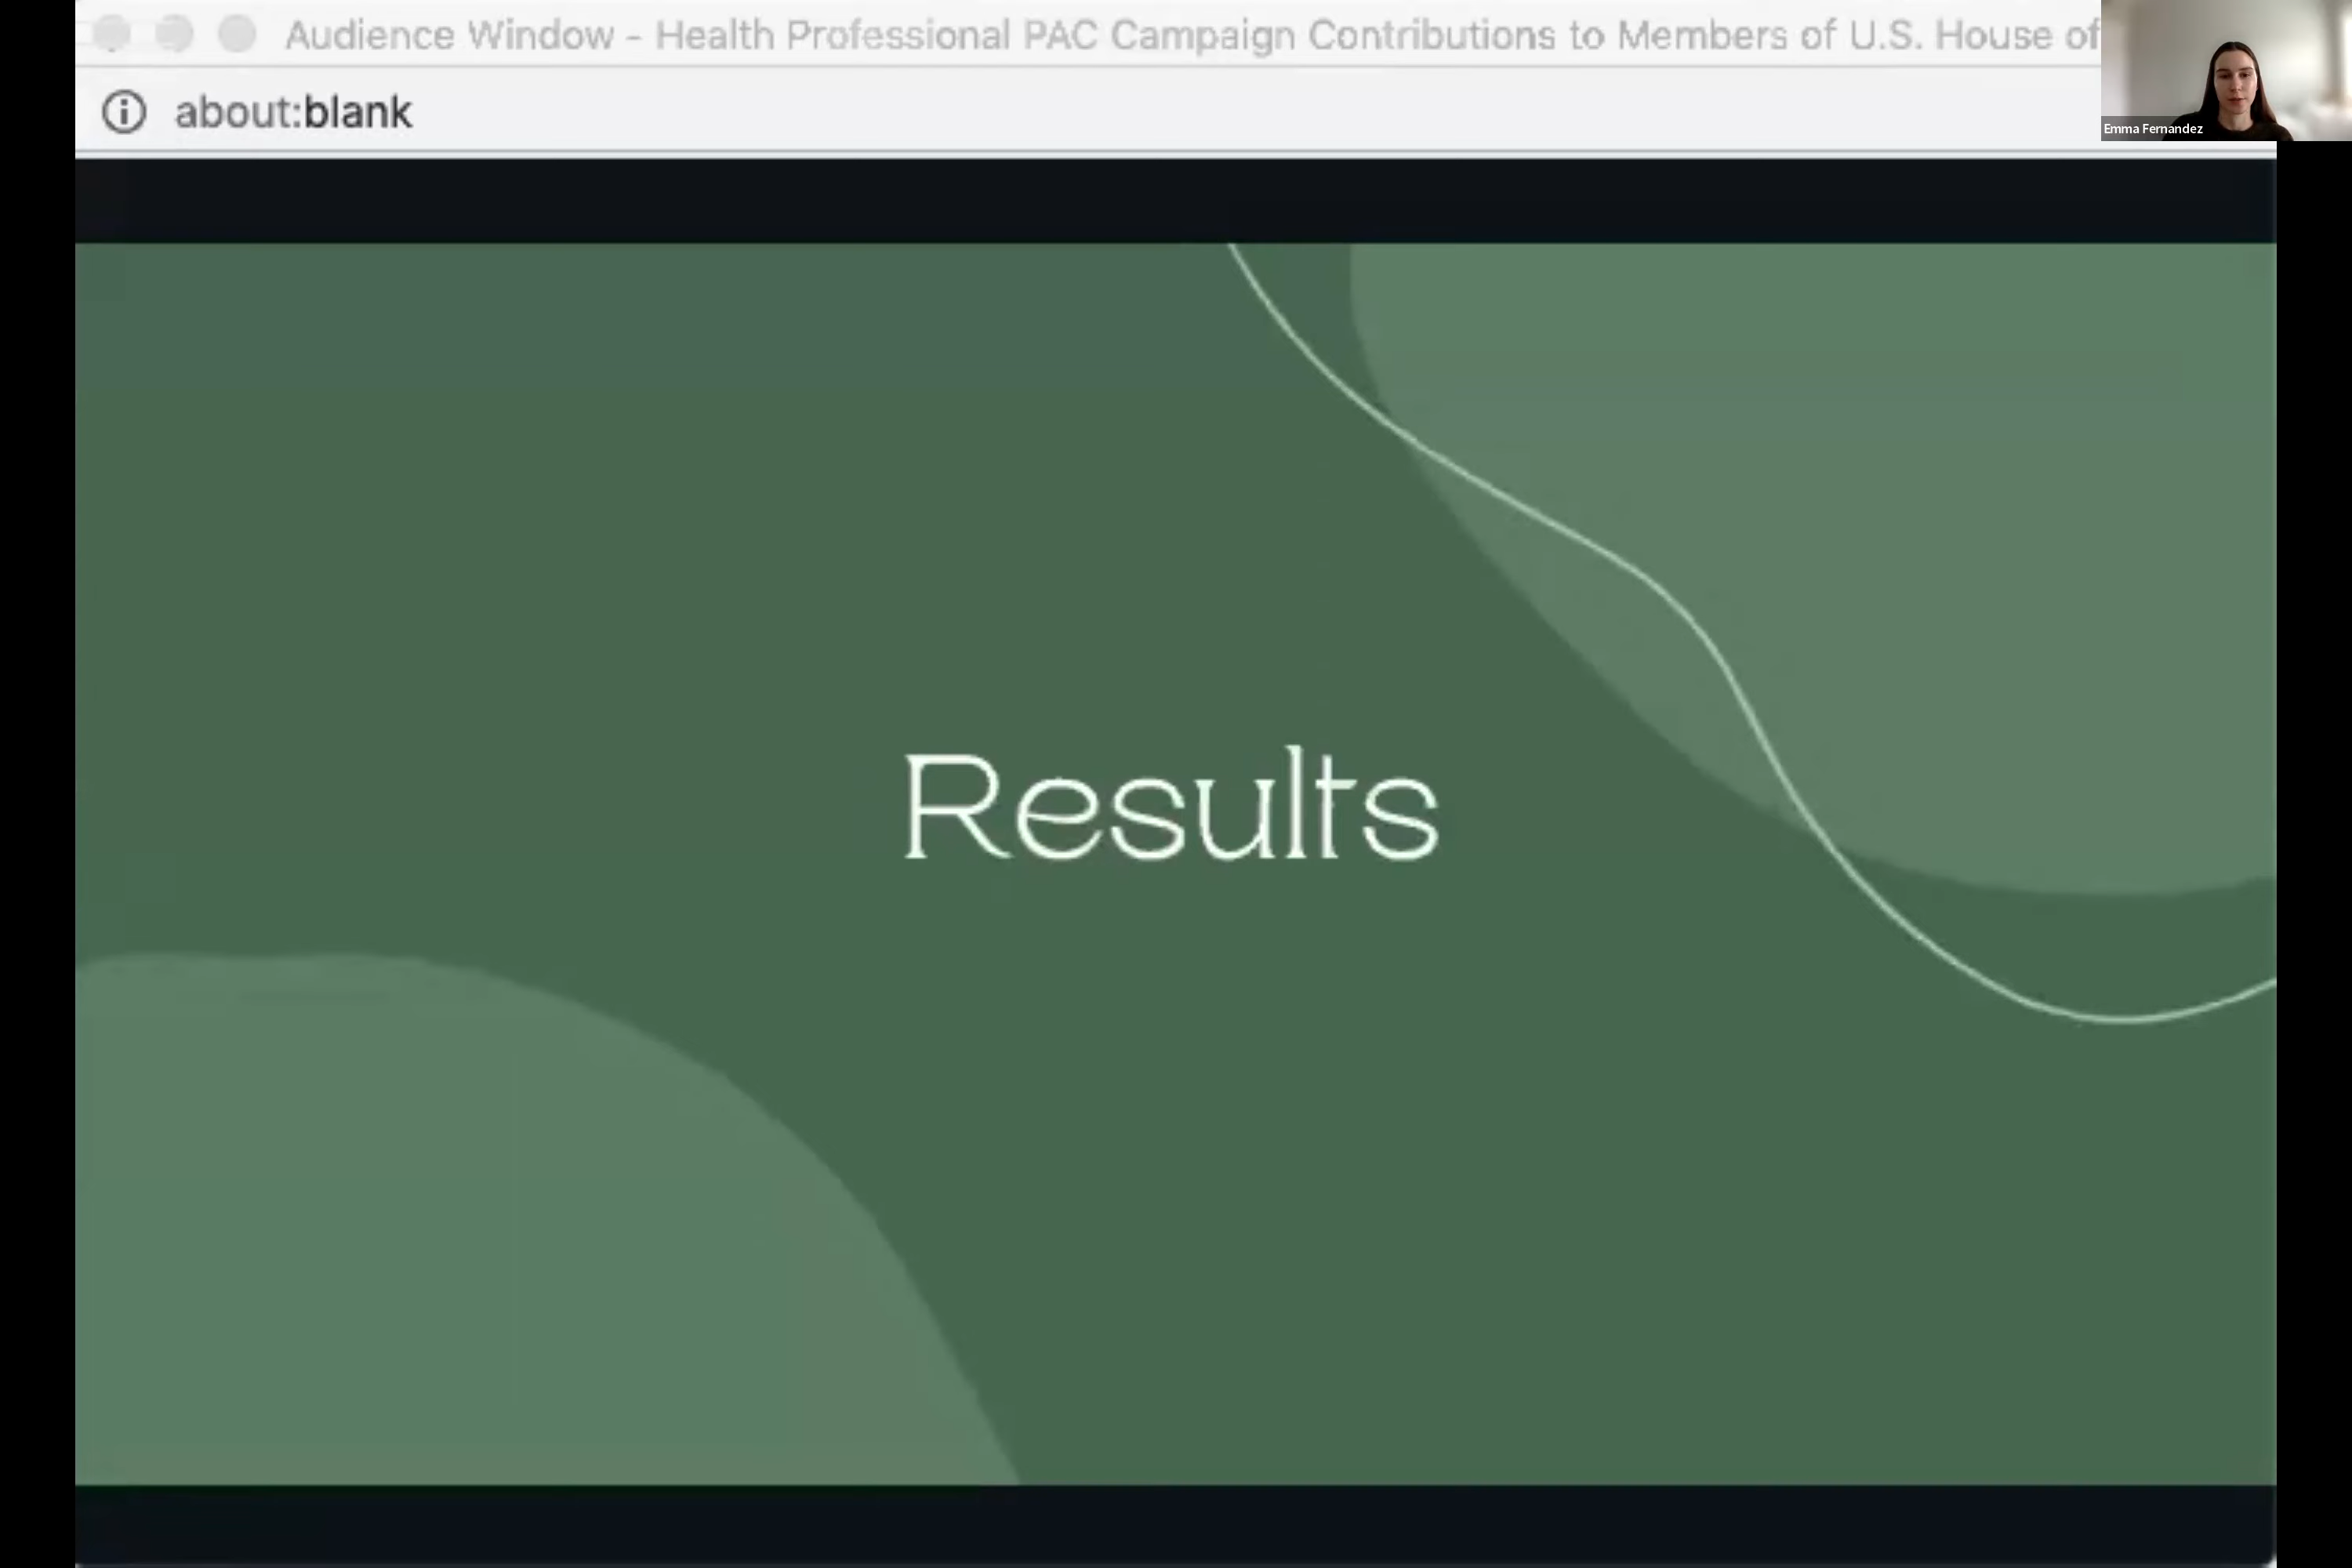 Audience Window - Health Professional PAC Campaign Contributions to Members of U.S. House of
about:blank
Emma Fernandez
Results